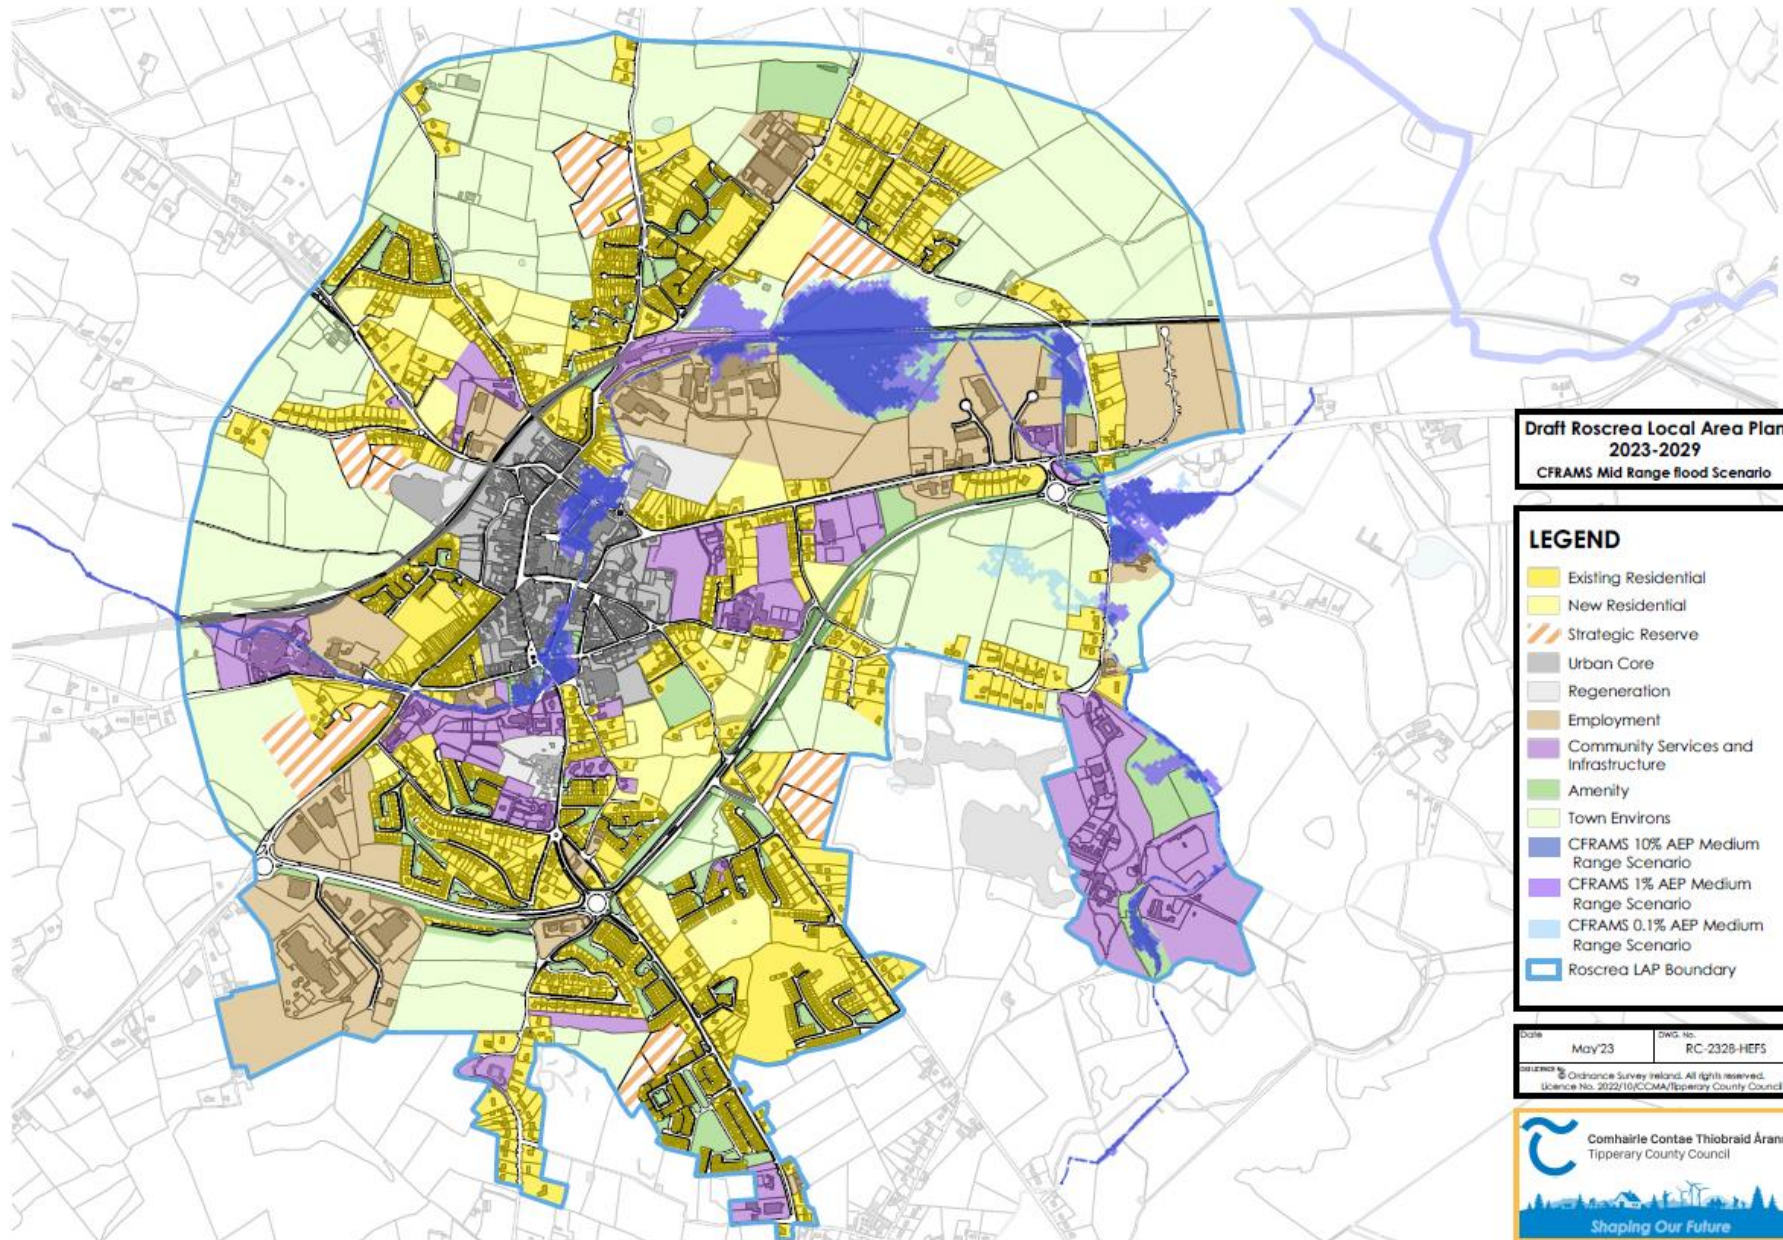 Draft Roscrea Local Area Plan
2023-2029
CFRAMS Mid Range flood Scenario
LEGEND
Existing Residential
New Residential
Strategic Reserve
Urban Core
Regeneration
Employment
Community Services and
Infrastructure
Amenity
Town Environs
CFRAMS 10% AEP Medium
Range Scenario
CFRAMS 1% AEP Medium
Range Scenario
CFRAMS 0.1% AEP Medium
Range Scenario
Roscrea LAP Boundary
Date
May'23
DWG. No.
RC-2328-HEFS
© Ordnance Survey Ireland. All rights reserved.
Licence No. 2022/10/CCMA/Tipperary County Council
Comhairle Contae Thiobraid Árann
Tipperary County Council
Shaping Our Future